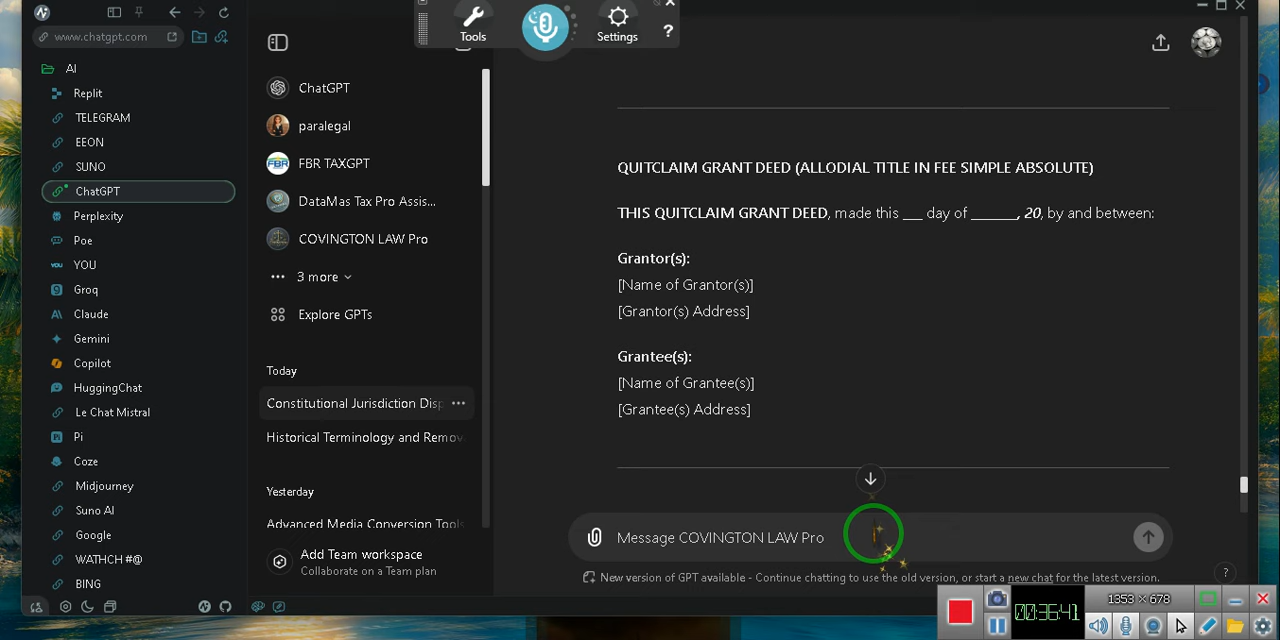 www.chatgpt.com
AI
Replit
TELEGRAM
EEON
SUNO
ChatGPT
Perplexity
Poe
YOU
Groq
Claude
Gemini
Copilot
HuggingChat
Le Chat Mistral
Pi
Coze
Midjourney
Suno AI
Google
WATHCH #@
BING
ChatGPT
paralegal
FBR TAXGPT
DataMas Tax Pro Assis...
COVINGTON LAW Pro
3 more
Explore GPTs
Today
Constitutional Jurisdiction Disp
Historical Terminology and Remov
Yesterday
Advanced Media Conversion Tools
Add Team workspace
Collaborate on a Team plan
Tools
Settings
?
QUITCLAIM GRANT DEED (ALLODIAL TITLE IN FEE SIMPLE ABSOLUTE)
THIS QUITCLAIM GRANT DEED, made this ___ day of _______, 20, by and between:
Grantor(s):
[Name of Grantor(s)]
[Grantor(s) Address]
Grantee(s):
[Name of Grantee(s)]
[Grantee(s) Address]
Message COVINGTON LAW Pro
New version of GPT available - Continue chatting to use the old version, or start a new chat for the latest version.
?
00:36:41
1353 × 678